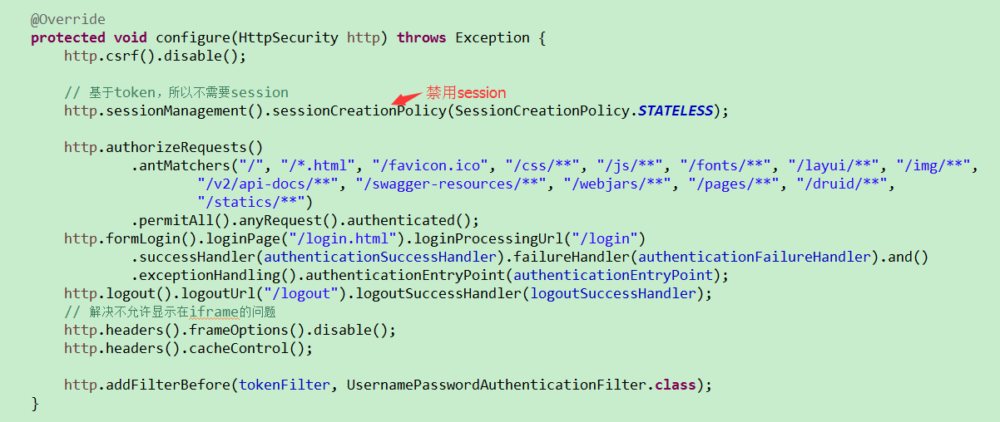 @Override
protected void configure(HttpSecurity http) throws Exception {
http.csrf().disable();
// 基于token，所以不需要session
禁用session
http.sessionManagement().sessionCreationPolicy(SessionCreationPolicy.STATELESS);
http.authorizeRequests()
.antMatchers("/", "/*.html", "/favicon.ico", "/css/**", "/js/**", "/fonts/**", "/layui/**", "/img/**",
"/v2/api-docs/**", "/swagger-resources/**", "/webjars/**", "/pages/**", "/druid/**",
"/statics/**")
.permitAll().anyRequest().authenticated();
http.formLogin().loginPage("/login.html").loginProcessingUrl("/login")
.successHandler(authenticationSuccessHandler).failureHandler(authenticationFailureHandler).and()
.exceptionHandling().authenticationEntryPoint(authenticationEntryPoint);
http.logout().logoutUrl("/logout").logoutSuccessHandler(logoutSuccessHandler);
// 解决不允许显示在iframe的问题
http.headers().frameOptions().disable();
http.headers().cacheControl();
http.addFilterBefore(tokenFilter, UsernamePasswordAuthenticationFilter.class);
}